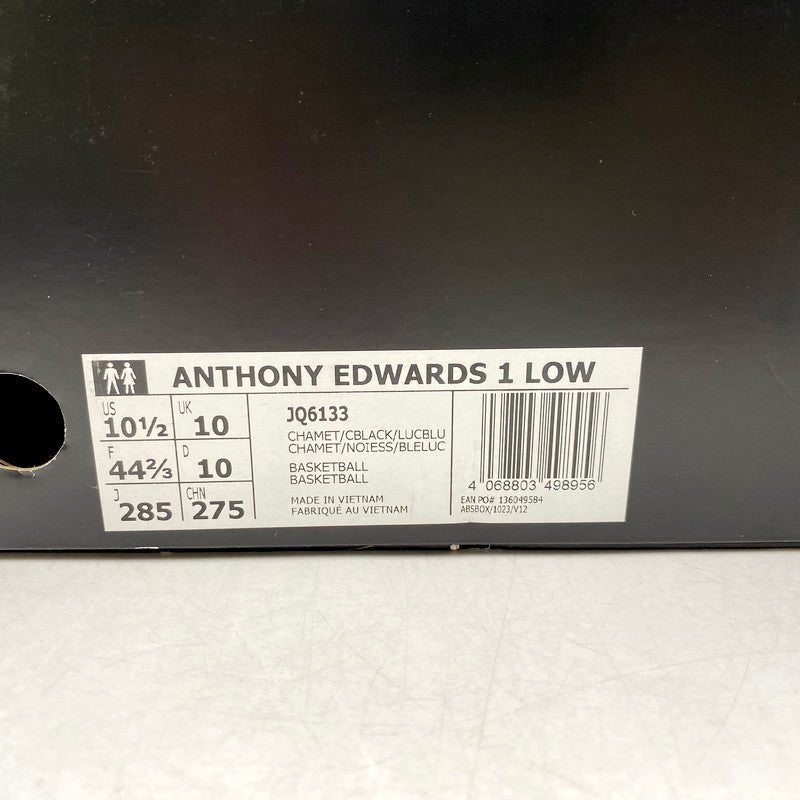 ANTHONY EDWARDS 1 LOW
US 10½ UK 10
F 44⅔ D 10
J 285 CHN 275
JQ6133
CHAMET/CBLACK/LUCBLU
CHAMET/NOIESS/BLELUC
BASKETBALL
BASKETBALL
MADE IN VIETNAM
FABRIQUÉ AU VIETNAM
4 068803 498956
EAN PO# 136049584
ABSBOX/1023/V12